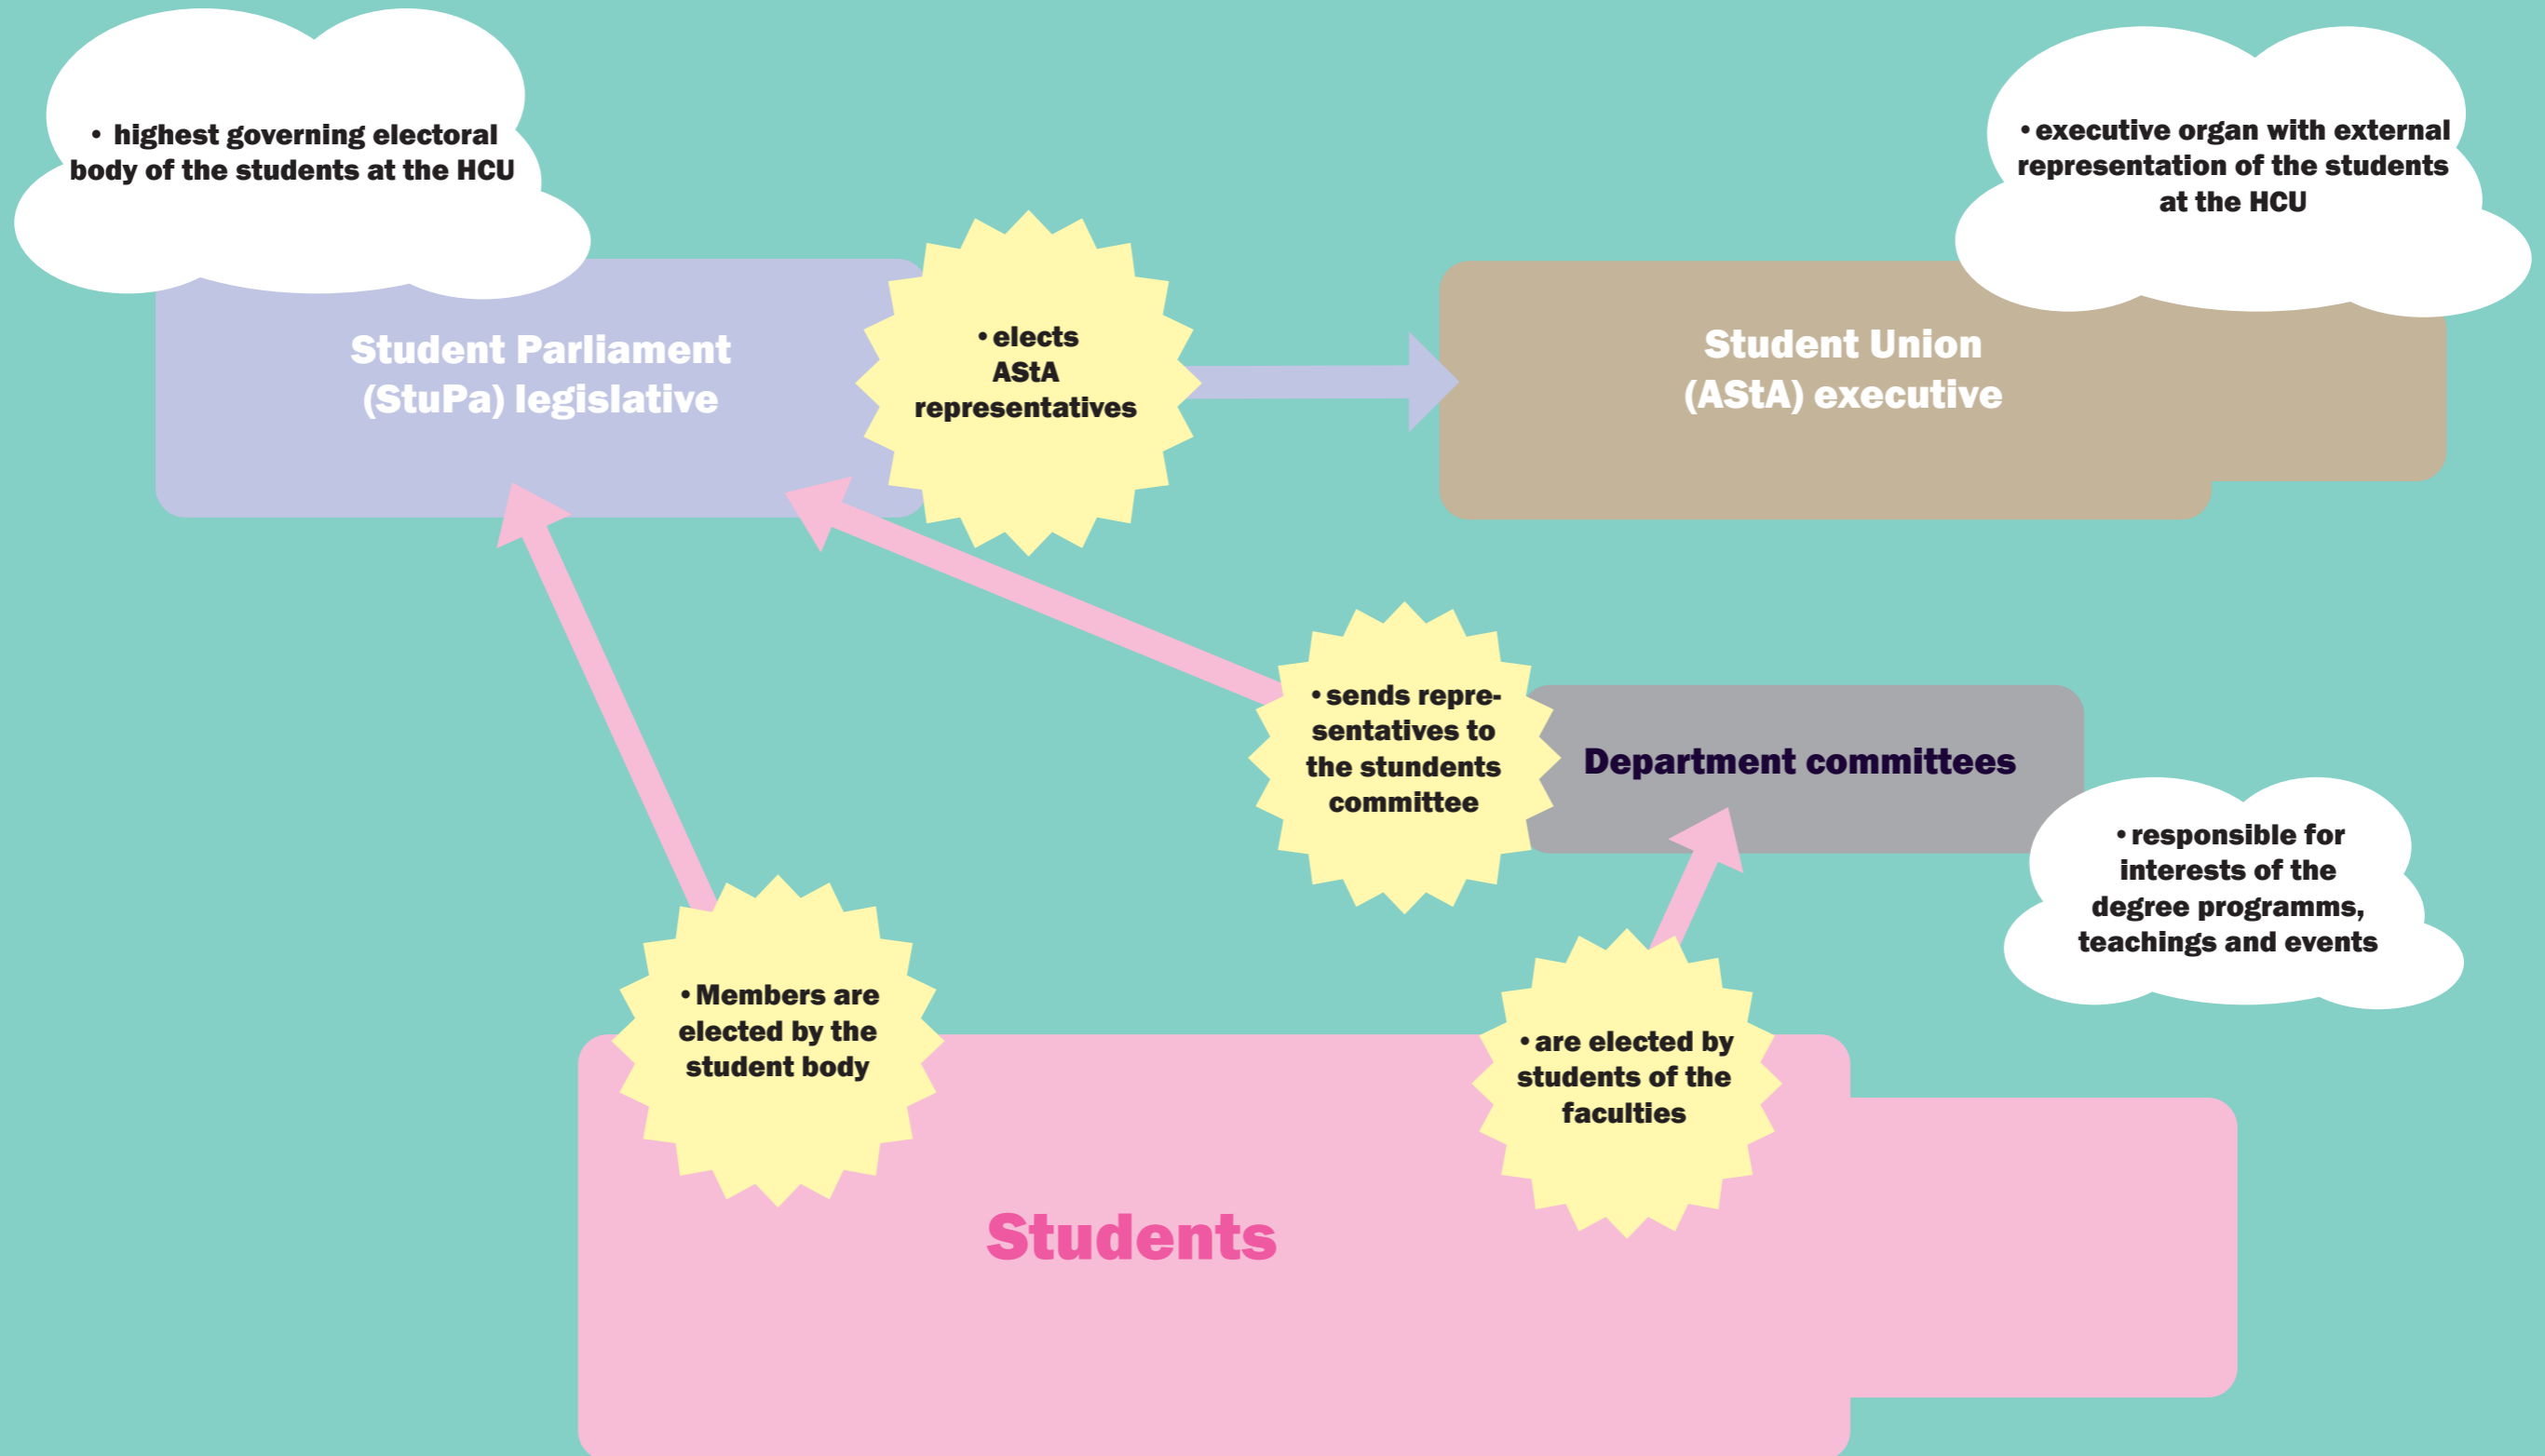 • highest governing electoral
body of the students at the HCU
• executive organ with external
representation of the students
at the HCU
Student Parliament
(StuPa) legislative
• elects
AStA
representatives
Student Union
(AStA) executive
• sends repre-
sentatives to
the stundents
committee
Department committees
• responsible for
interests of the
degree programms,
teachings and events
• Members are
elected by the
student body
• are elected by
students of the
faculties
Students